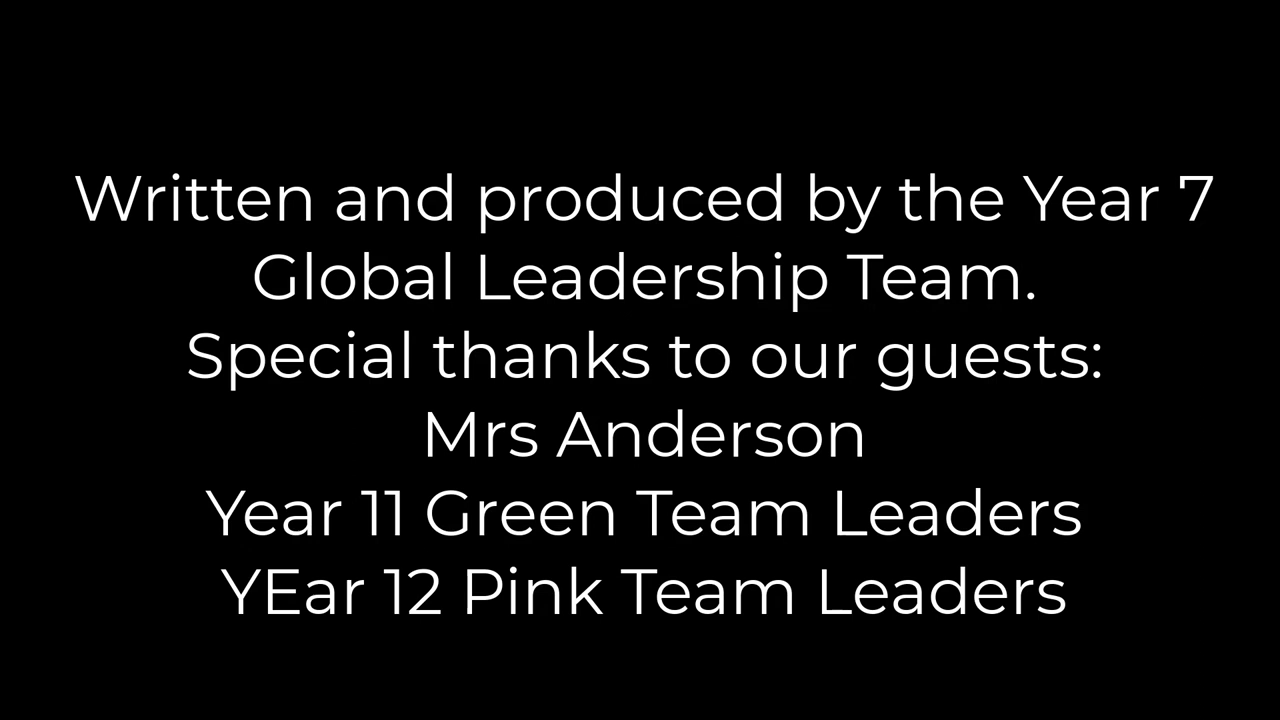 Written and produced by the Year 7
Global Leadership Team.
Special thanks to our guests:
Mrs Anderson
Year 11 Green Team Leaders
YEar 12 Pink Team Leaders